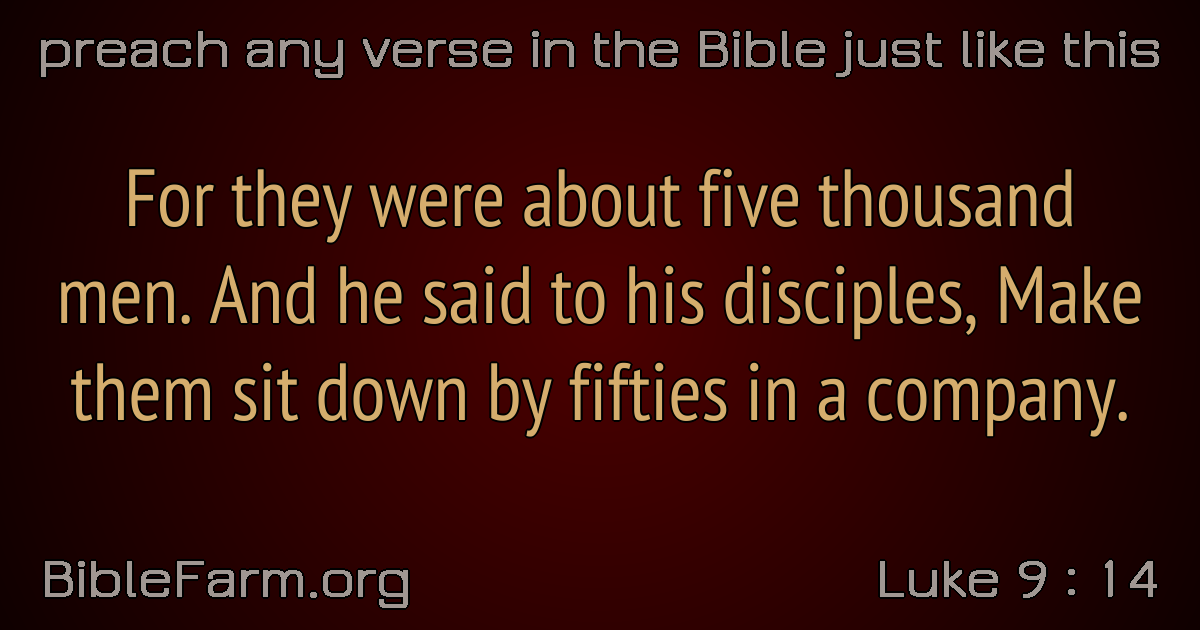 preach any verse in the Bible just like this
For they were about five thousand
men. And he said to his disciples, Make
them sit down by fifties in a company.
BibleFarm.org
Luke 9 : 14